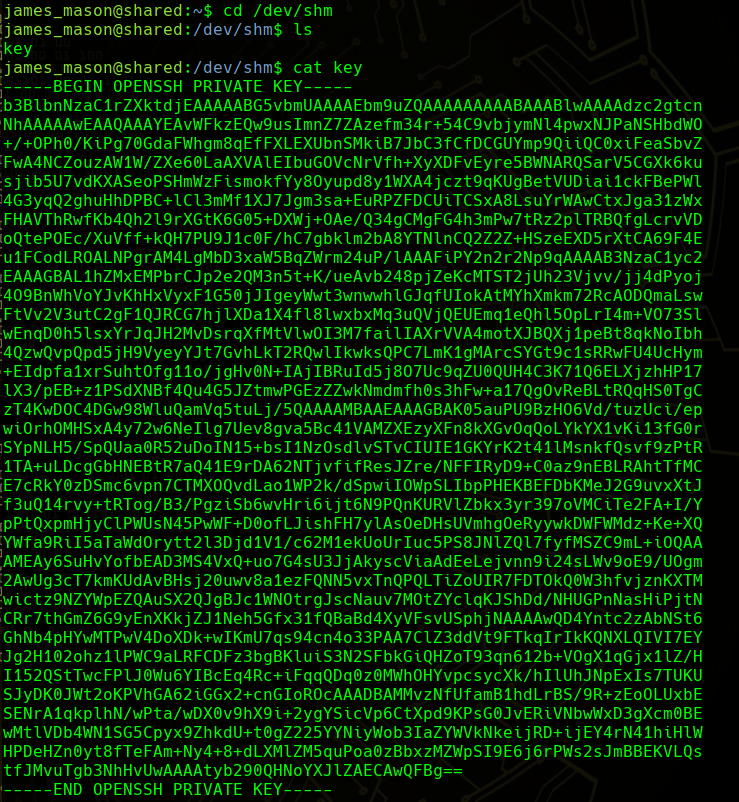 james_mason@shared:~$ cd /dev/shm
james_mason@shared:/dev/shm$ ls
key
james_mason@shared:/dev/shm$ cat key
-----BEGIN OPENSSH PRIVATE KEY-----
b3BlbnNzaC1rZXktdjEAAAAABG5vbmUAAAAEbm9uZQAAAAAAAAABAAABlwAAAAdzc2gtcn
NhAAAAAwEAAQAAAYEAvWFkzEQw9usImnZ7ZAzefm34r+54C9vbjymNl4pwxNJPaNSHbdWO
+/+OPh0/KiPg70GdaFWhgm8qEfFXLEXUbnSMkiB7JbC3fCfDCGUYmp9QiiQC0xiFeaSbvZ
FwA4NCZouzAW1W/ZXe60LaAXVAlEIbuGOVcNrVfh+XyXDFvEyre5BWNARQSarV5CGXk6ku
sjib5U7vdKXASeoPSHmWzFismokfYy8Oyupd8y1WXA4jczt9qKUgBetVUDiai1ckFBePWl
4G3yqQ2ghuHhDPBC+lCl3mMf1XJ7Jgm3sa+EuRPZFDCUiTCSxA8LsuYrWAwCtxJga31zWx
FHAVThRwfKb4Qh2l9rXGtK6G05+DXWj+OAe/Q34gCMgFG4h3mPw7tRz2plTRBQfgLcrvVD
oQtePOEc/XuVff+kQH7PU9J1c0F/hC7gbklm2bA8YTNlnCQ2Z2Z+HSzeEXD5rXtCA69F4E
u1FCodLROALNPgrAM4LgMbD3xaW5BqZWrm24uP/lAAAFiPY2n2r2Np9qAAAAB3NzaC1yc2
EAAAGBAL1hZMxEMPbrCJp2e2QM3n5t+K/ueAvb248pjZeKcMTST2jUh23Vjvv/jj4dPyoj
4O9BnWhVoYJvKhHxVyxF1G50jJIgeyWwt3wnwwhlGJqfUIokAtMYhXmkm72RcAODQmaLsw
FtVv2V3utC2gF1QJRCG7hjlXDa1X4fl8lwxbxMq3uQVjQEUEmq1eQhl5OpLrI4m+VO73Sl
wEnqD0h5lsxYrJqJH2MvDsrqXfMtVlwOI3M7failIAXrVVA4motXJBQXj1peBt8qkNoIbh
4QzwQvpQpd5jH9VyeyYJt7GvhLkT2RQwlIkwksQPC7LmK1gMArcSYGt9c1sRRwFU4UcHym
+EIdpfa1xrSuhtOfg11o/jgHv0N+IAjIBRuId5j8O7Uc9qZU0QUH4C3K71Q6ELXjzhHP17
lX3/pEB+z1PSdXNBf4Qu4G5JZtmwPGEzZZwkNmdmfh0s3hFw+a17QgOvReBLtRQqHS0TgC
zT4KwDOC4DGw98WluQamVq5tuLj/5QAAAAMBAAEAAAGBAK05auPU9BzHO6Vd/tuzUci/ep
wiOrhOMHSxA4y72w6NeIlg7Uev8gva5Bc41VAMZXEzyXFn8kXGvOqQoLYkYX1vKi13fG0r
SYpNLH5/SpQUaa0R52uDoIN15+bsI1NzOsdlvSTvCIUIE1GKYrK2t41lMsnkfQsvf9zPtR
1TA+uLDcgGbHNEBtR7aQ41E9rDA62NTjvfifResJZre/NFFIRyD9+C0az9nEBLRAhtTfMC
E7cRkY0zDSmc6vpn7CTMXOQvdLao1WP2k/dSpwiIOWpSLIbpPHEKBEFDbKMeJ2G9uvxXtJ
f3uQ14rvy+tRTog/B3/PgziSb6wvHri6ijt6N9PQnKURVlZbkx3yr397oVMCiTe2FA+I/Y
pPtQxpmHjyClPWUsN45PwWF+D0ofLJishFH7ylAsOeDHsUVmhgOeRyywkDWFWMdz+Ke+XQ
YWfa9RiI5aTaWdOrytt2l3Djd1V1/c62M1ekUoUrIuc5PS8JNlZQl7fyfMSZC9mL+iOQAA
AMEAy6SuHvYofbEAD3MS4VxQ+uo7G4sU3JjAkyscViaAdEeLejvnn9i24sLWv9oE9/UOgm
2AwUg3cT7kmKUdAvBHsj20uwv8a1ezFQNN5vxTnQPQLTiZoUIR7FDTOkQ0W3hfvjznKXTM
wictz9NZYWpEZQAuSX2QJgBJc1WNOtrgJscNauv7MOtZYclqKJShDd/NHUGPnNasHiPjtN
CRr7thGmZ6G9yEnXKkjZJ1Neh5Gfx31fQBaBd4XyVFsvUSphjNAAAAwQD4Yntc2zAbNSt6
GhNb4pHYwMTPwV4DoXDk+wIKmU7qs94cn4o33PAA7ClZ3ddVt9FTkqIrIkKQNXLQIVI7EY
Jg2H102ohz1lPWC9aLRFCDFz3bgBKluiS3N2SFbkGiQHZoT93qn612b+VOgX1qGjx1lZ/H
I152QStTwcFPlJ0Wu6YIBcEq4Rc+iFqqQDq0z0MWhOHYvpcsycXk/hIlUhJNpExIs7TUKU
SJyDK0JWt2oKPVhGA62iGGx2+cnGIoROcAAADBAMMvzNfUfamB1hdLrBS/9R+zEoOLUxbE
SENrA1qkplhN/wPta/wDX0v9hX9i+2ygYSicVp6CtXpd9KPsG0JvERiVNbwWxD3gXcm0BE
wMtlVDb4WN1SG5Cpyx9ZhkdU+t0gZ225YYNiyWob3IaZYWVkNkeijRD+ijEY4rN41hiHlW
HPDeHZn0yt8fTeFAm+Ny4+8+dLXMlZM5quPoa0zBbxzMZWpSI9E6j6rPWs2sJmBBEKVLQs
tfJMvuTgb3NhHvUwAAAAtyb290QHNoYXJlZAECAwQFBg==
-----END OPENSSH PRIVATE KEY-----